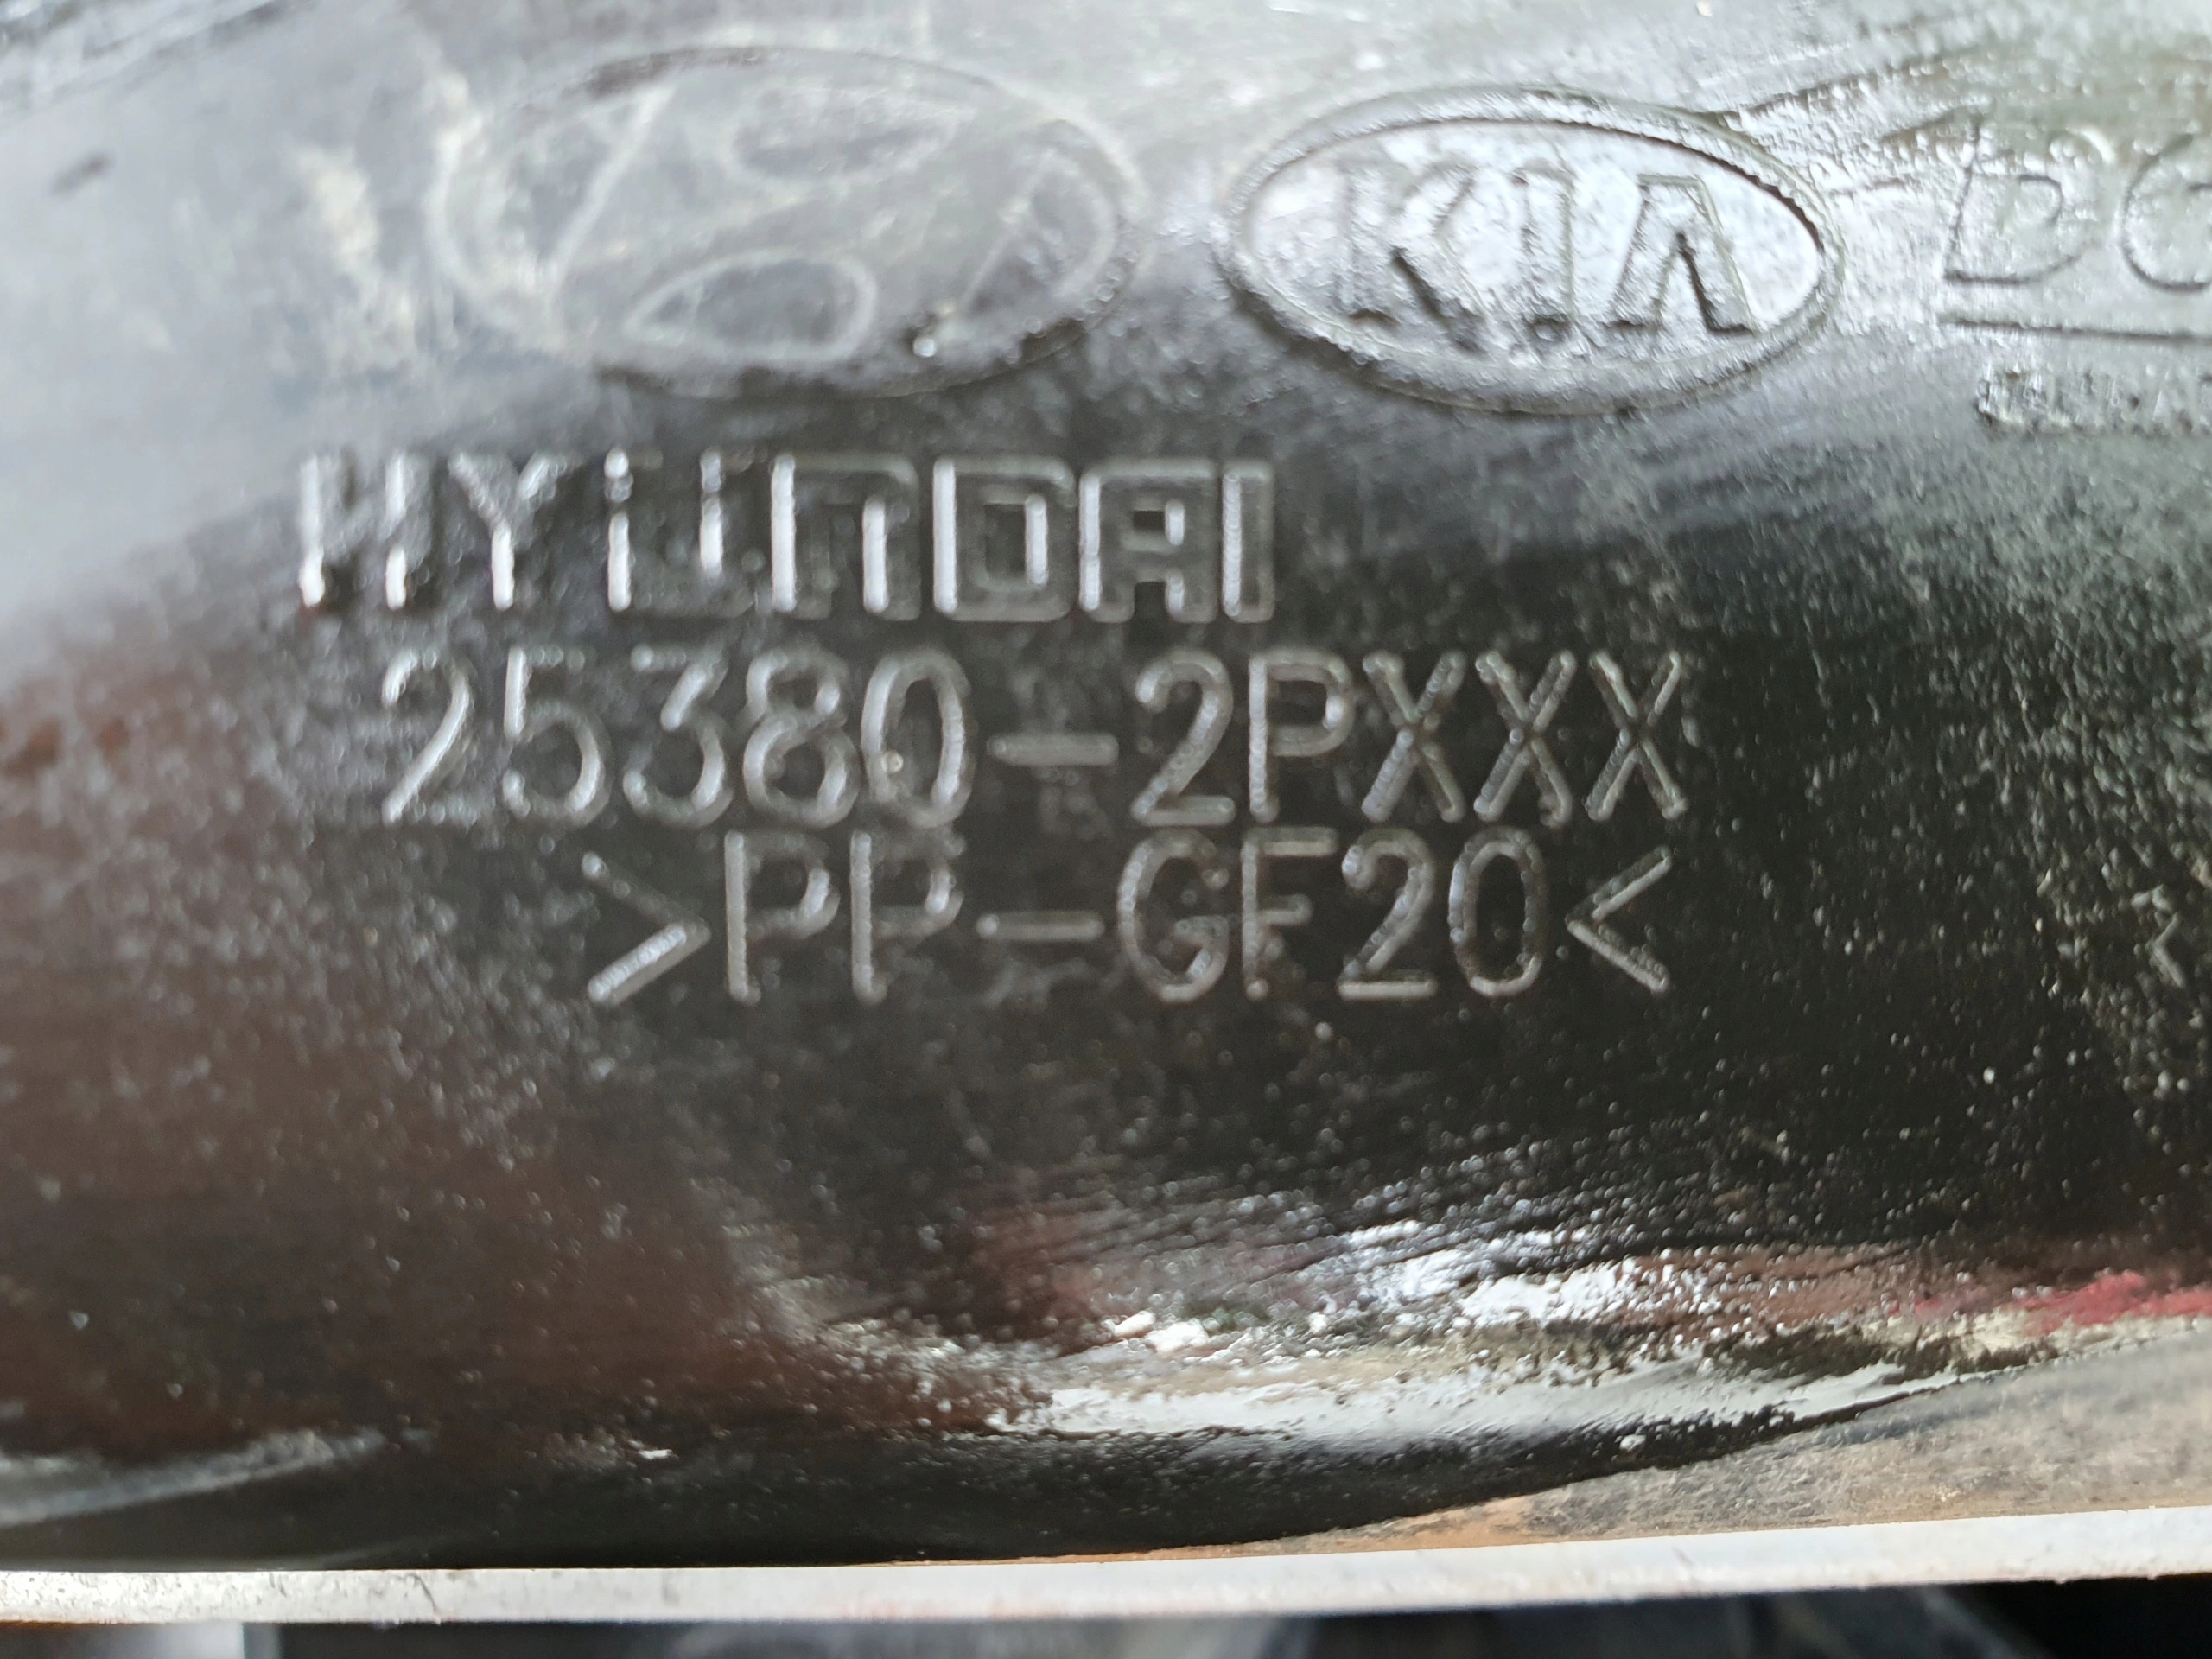 KIA
HYUNDAI
25380-2PXXX
>PP-GF20<